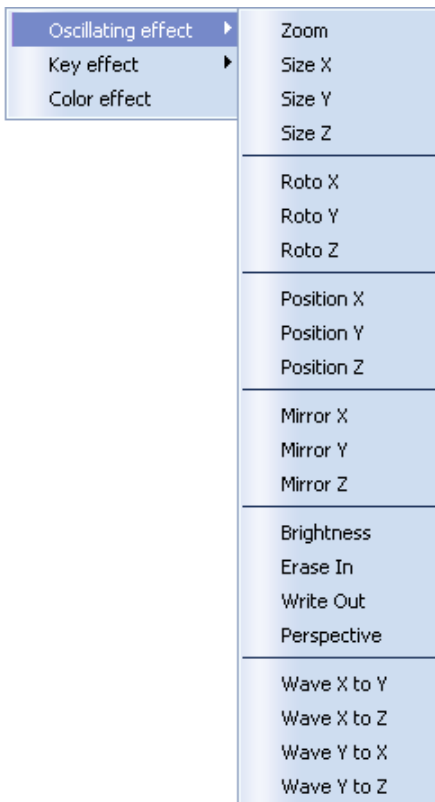 Oscillating effect
Key effect
Color effect
Zoom
Size X
Size Y
Size Z
Roto X
Roto Y
Roto Z
Position X
Position Y
Position Z
Mirror X
Mirror Y
Mirror Z
Brightness
Erase In
Write Out
Perspective
Wave X to Y
Wave X to Z
Wave Y to X
Wave Y to Z